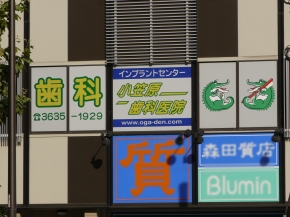 歯科
☎3635-1929
インプラントセンター
小笠原
歯科医院
www.oga-den.com
質
森田質店
Blumin